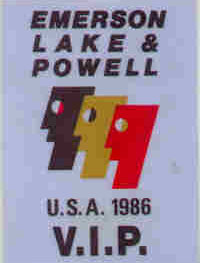 EMERSON
LAKE &
POWELL
U.S.A. 1986
V.I.P.